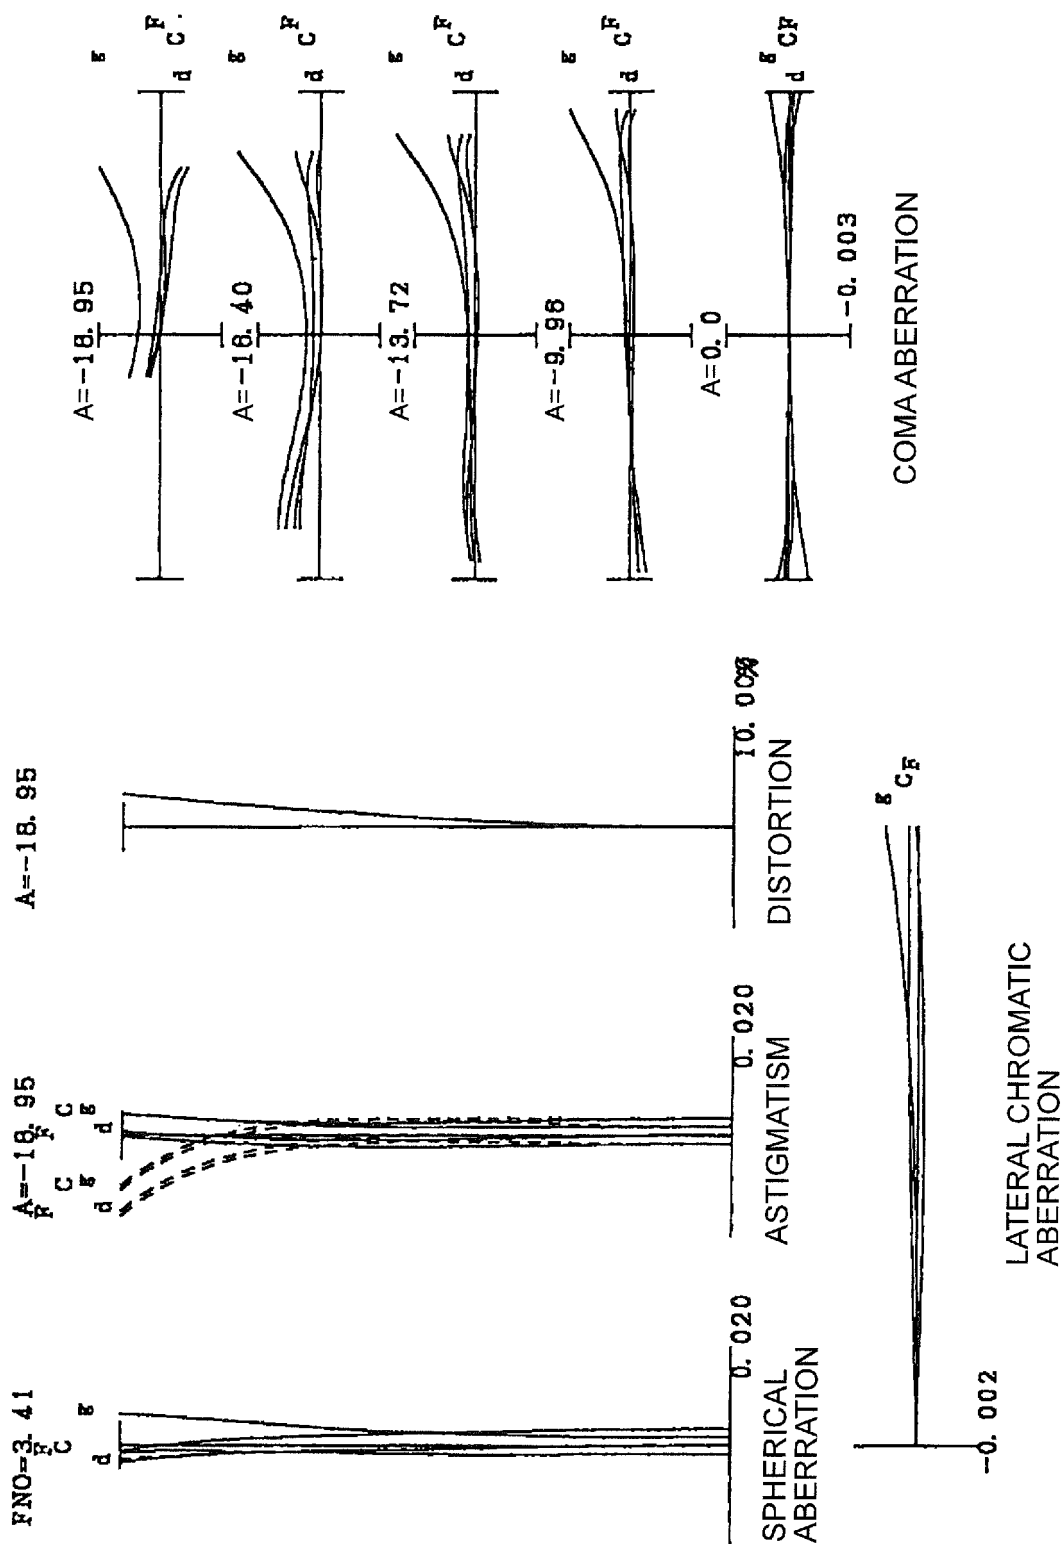 FNO=3.41
F
C
d
g
0.020
SPHERICAL
ABERRATION
A=-18.95
F C
d g
F C
d g
0.020
ASTIGMATISM
A=-18.95
10.00%
DISTORTION
g
C F
-0.002
LATERAL CHROMATIC
ABERRATION
A=-18.95
g
F
C
d
A=-16.40
g
F
C
d
A=-13.72
g
F
C
d
A=-9.98
g
F
C
d
A=0.0
g
d
CF
-0.003
COMA ABERRATION